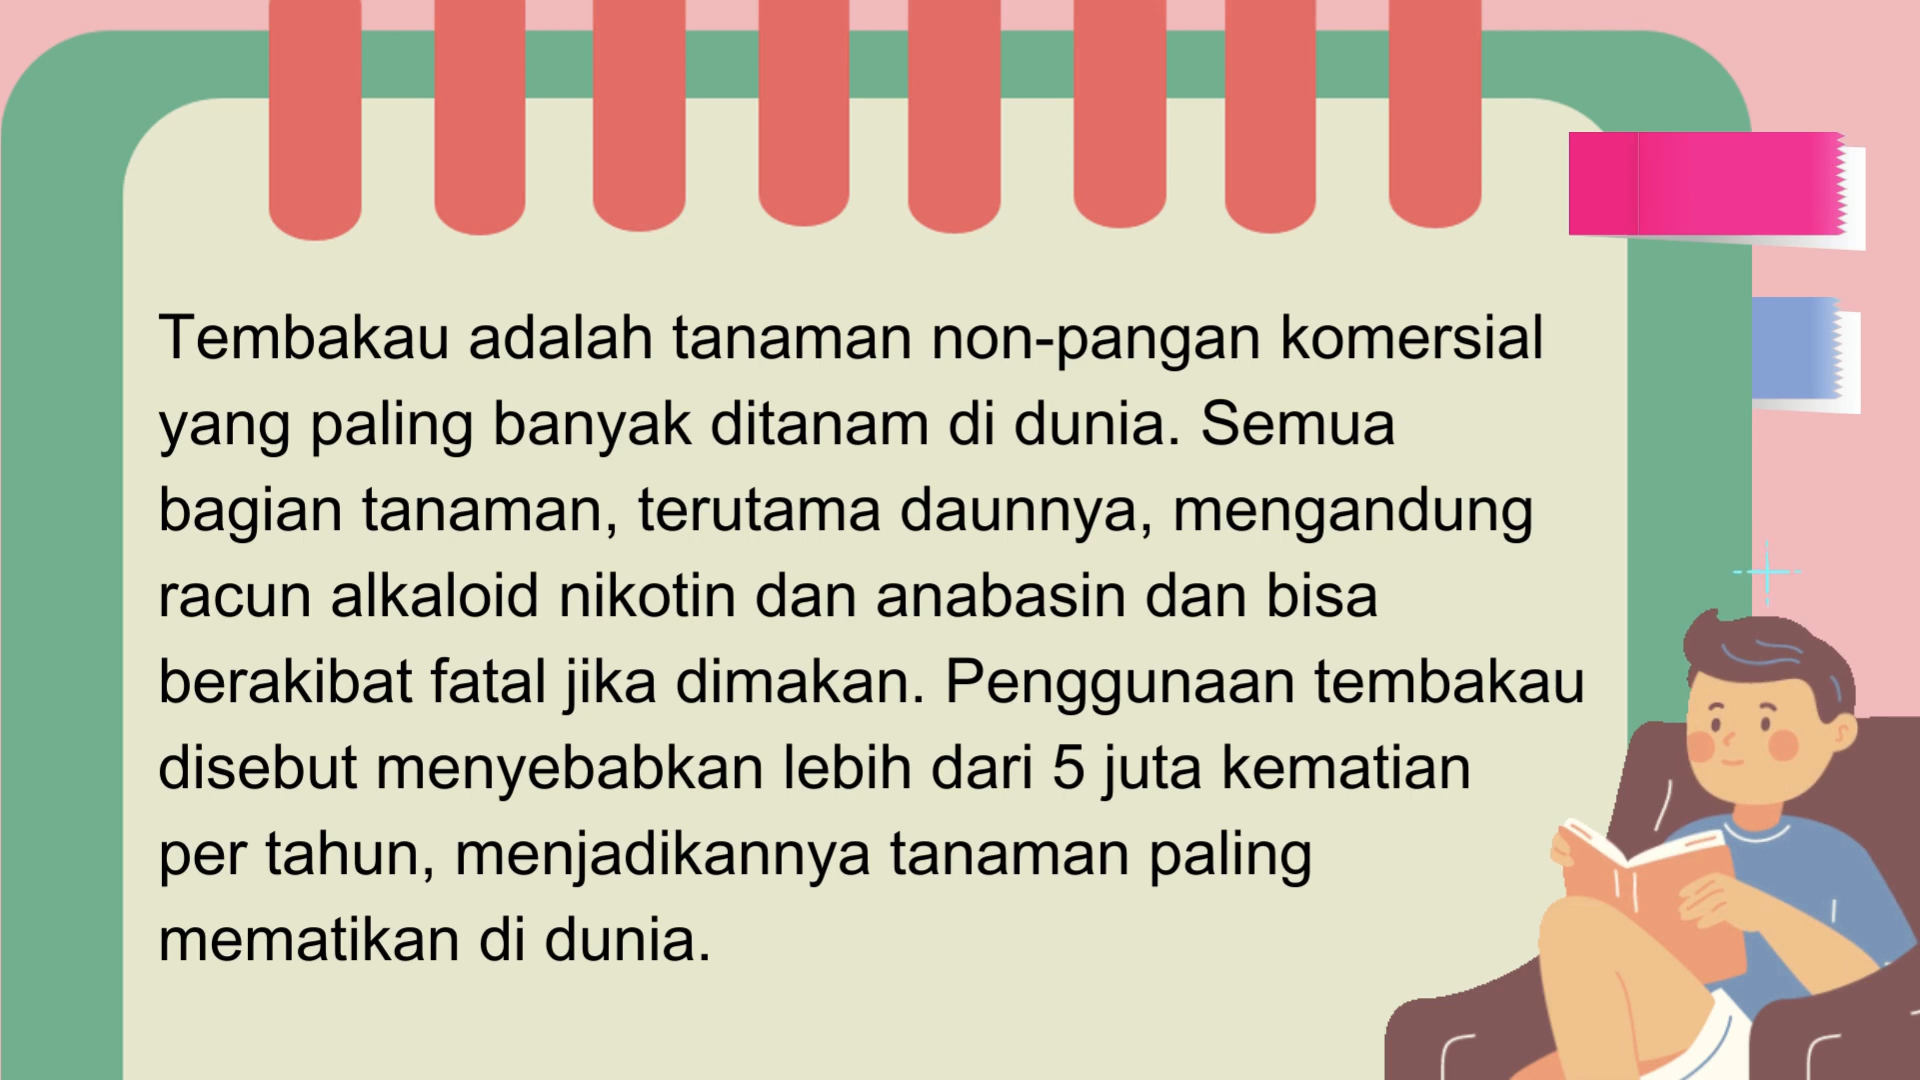 Tembakau adalah tanaman non-pangan komersial
yang paling banyak ditanam di dunia. Semua
bagian tanaman, terutama daunnya, mengandung
racun alkaloid nikotin dan anabasin dan bisa
berakibat fatal jika dimakan. Penggunaan tembakau
disebut menyebabkan lebih dari 5 juta kematian
per tahun, menjadikannya tanaman paling
mematikan di dunia.